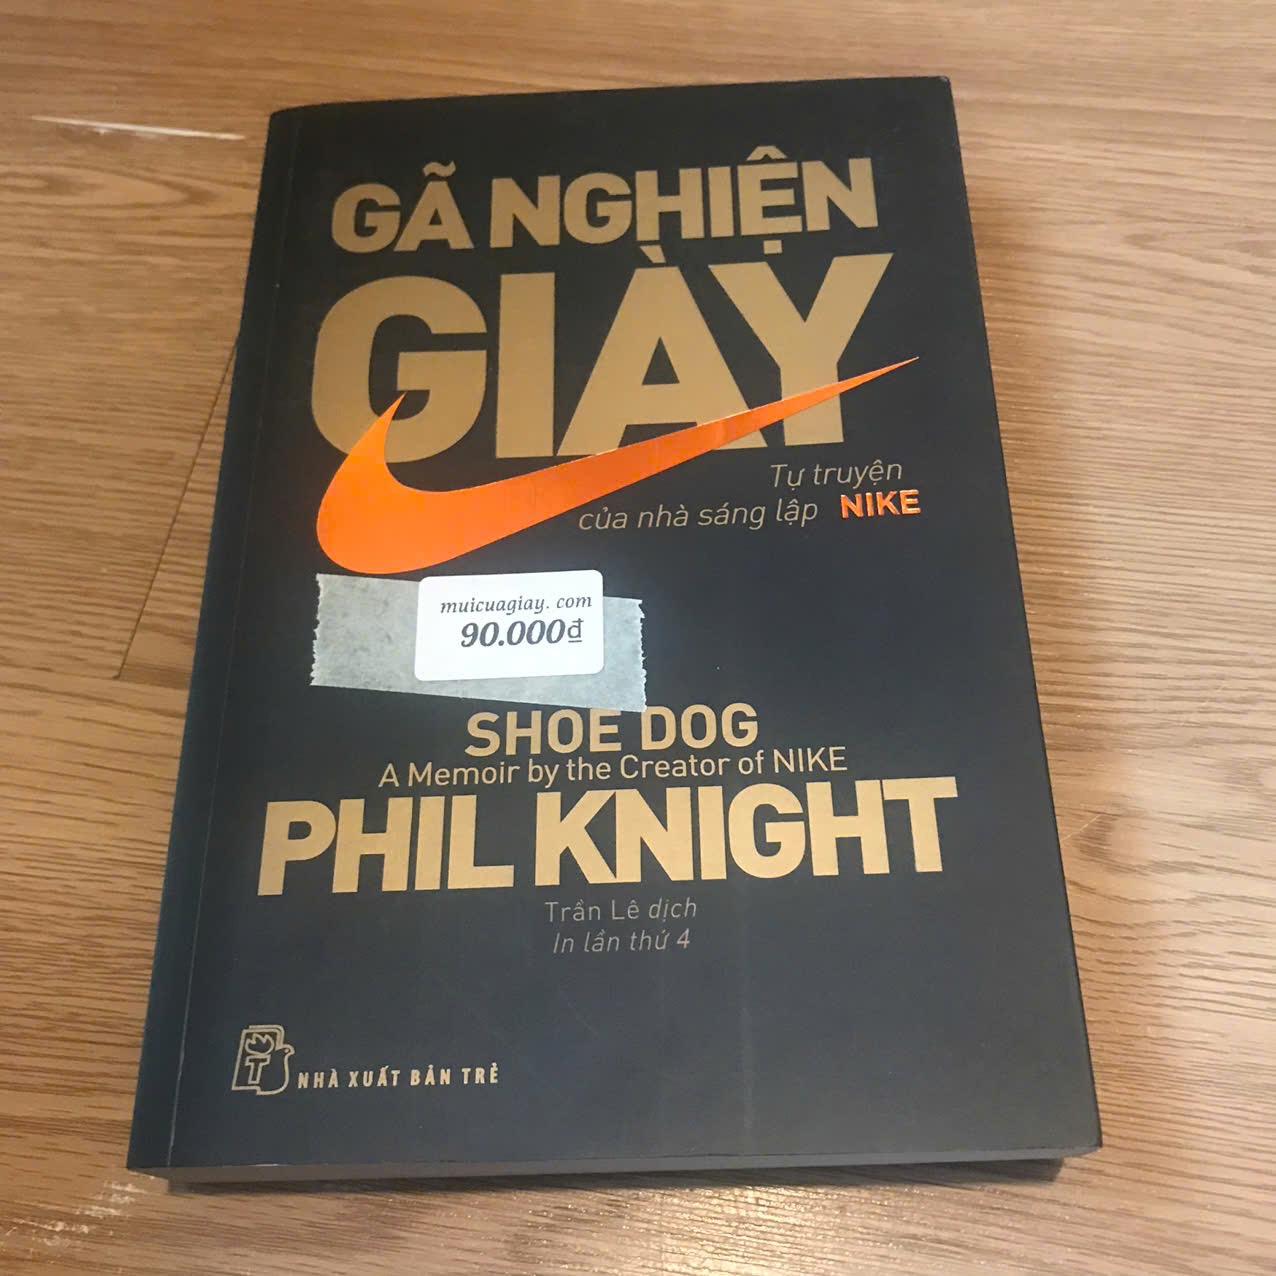 GÃ NGHIỆN
GIÀY
Tự truyện
của nhà sáng lập NIKE
muicuagiay. com
90.000₫
SHOE DOG
A Memoir by the Creator of NIKE
PHIL KNIGHT
Trần Lê dịch
In lần thứ 4
T
NHÀ XUẤT BẢN TRẺ